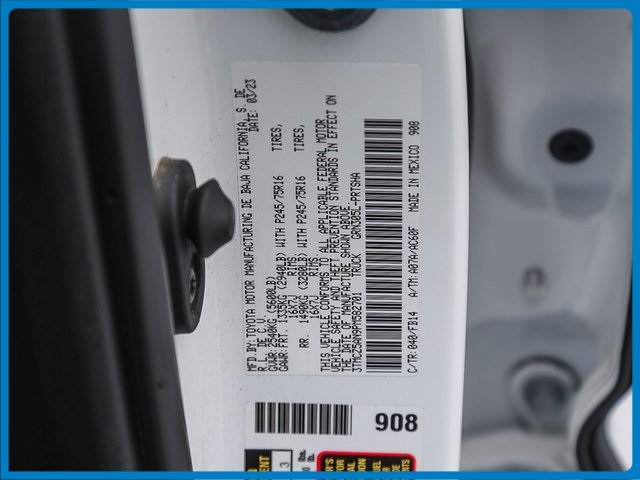 MFD. BY: TOYOTA MOTOR MANUFACTURING DE BAJA CALIFORNIA, S. DE
R. L. DE C. V. DATE: 03/23
GVWR: 2540KG (5600LB)
GAWR: FRT. 1335KG (2940LB) WITH P245/75R16 TIRES,
16X7J RIMS
RR. 1490KG (3280LB) WITH P245/75R16 TIRES,
16X7J RIMS
THIS VEHICLE CONFORMS TO ALL APPLICABLE FEDERAL MOTOR
VEHICLE SAFETY AND THEFT PREVENTION STANDARDS IN EFFECT ON
THE DATE OF MANUFACTURE SHOWN ABOVE.
3TMCZ5AN9PM582701 TRUCK GRN305L-PRTSHA
C/TR: 040/FB14 A/TM: A07A/AC60F MADE IN MEXICO 908
908